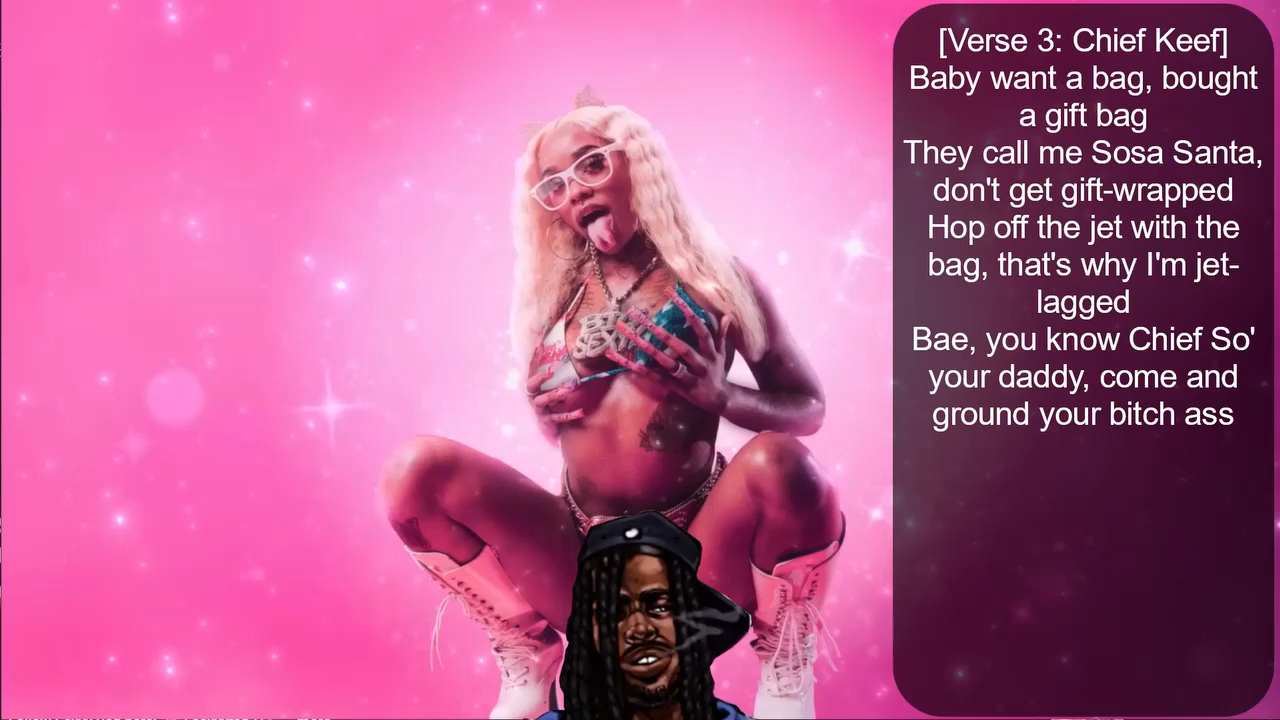 [Verse 3: Chief Keef]
Baby want a bag, bought
a gift bag
They call me Sosa Santa,
don't get gift-wrapped
Hop off the jet with the
bag, that's why I'm jet-
lagged
Bae, you know Chief So'
your daddy, come and
ground your bitch ass